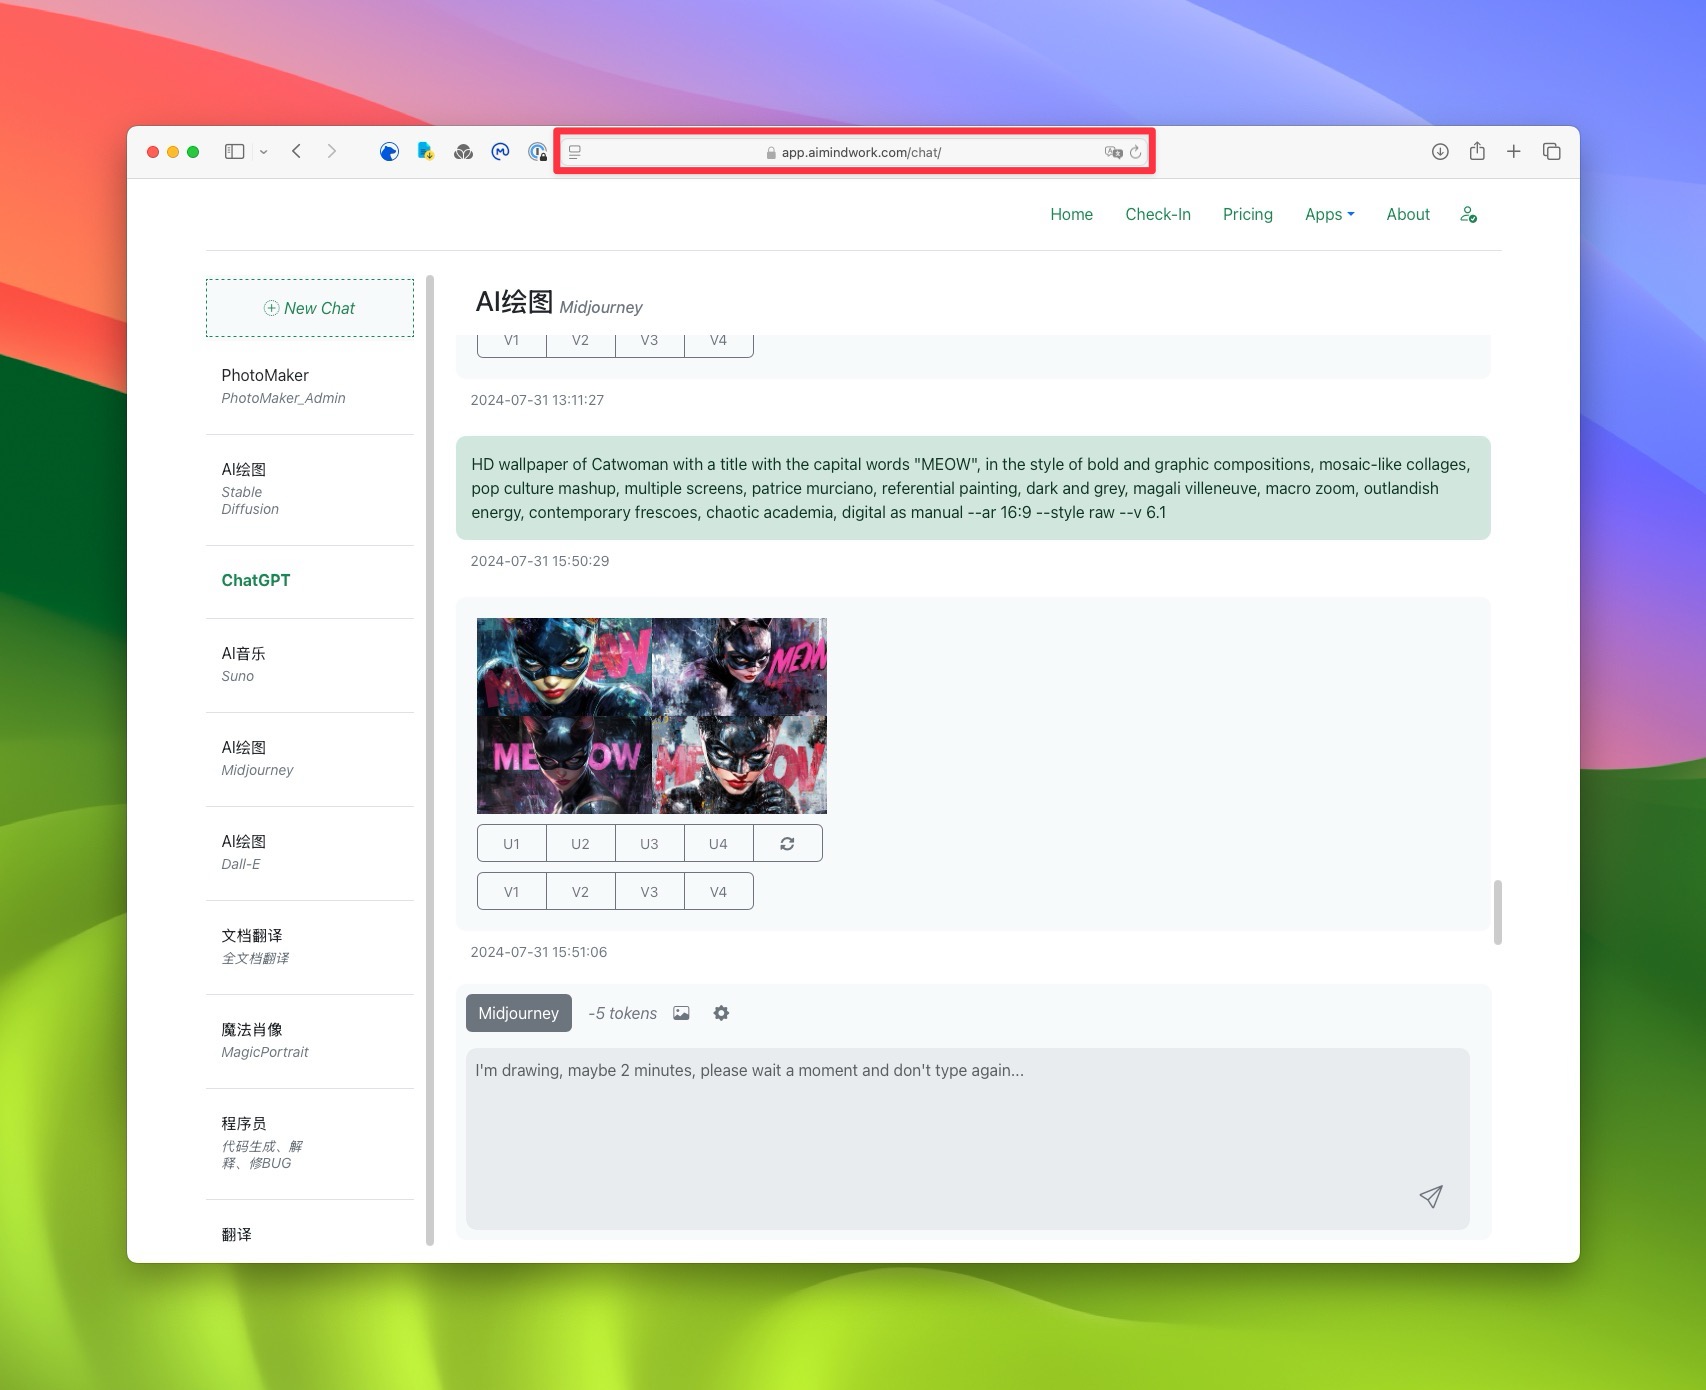 app.aimindwork.com/chat/
Home
Check-In
Pricing
Apps
About
New Chat
PhotoMaker
PhotoMaker_Admin
AI绘图
Stable
Diffusion
ChatGPT
AI音乐
Suno
AI绘图
Midjourney
AI绘图
Dall-E
文档翻译
全文档翻译
魔法肖像
MagicPortrait
程序员
代码生成、解
释、修BUG
翻译
AI绘图 Midjourney
V1 V2 V3 V4
2024-07-31 13:11:27
HD wallpaper of Catwoman with a title with the capital words "MEOW", in the style of bold and graphic compositions, mosaic-like collages,
pop culture mashup, multiple screens, patrice murciano, referential painting, dark and grey, magali villeneuve, macro zoom, outlandish
energy, contemporary frescoes, chaotic academia, digital as manual --ar 16:9 --style raw --v 6.1
2024-07-31 15:50:29
MEOW
MEOW
U1 U2 U3 U4
V1 V2 V3 V4
2024-07-31 15:51:06
Midjourney -5 tokens
I'm drawing, maybe 2 minutes, please wait a moment and don't type again...